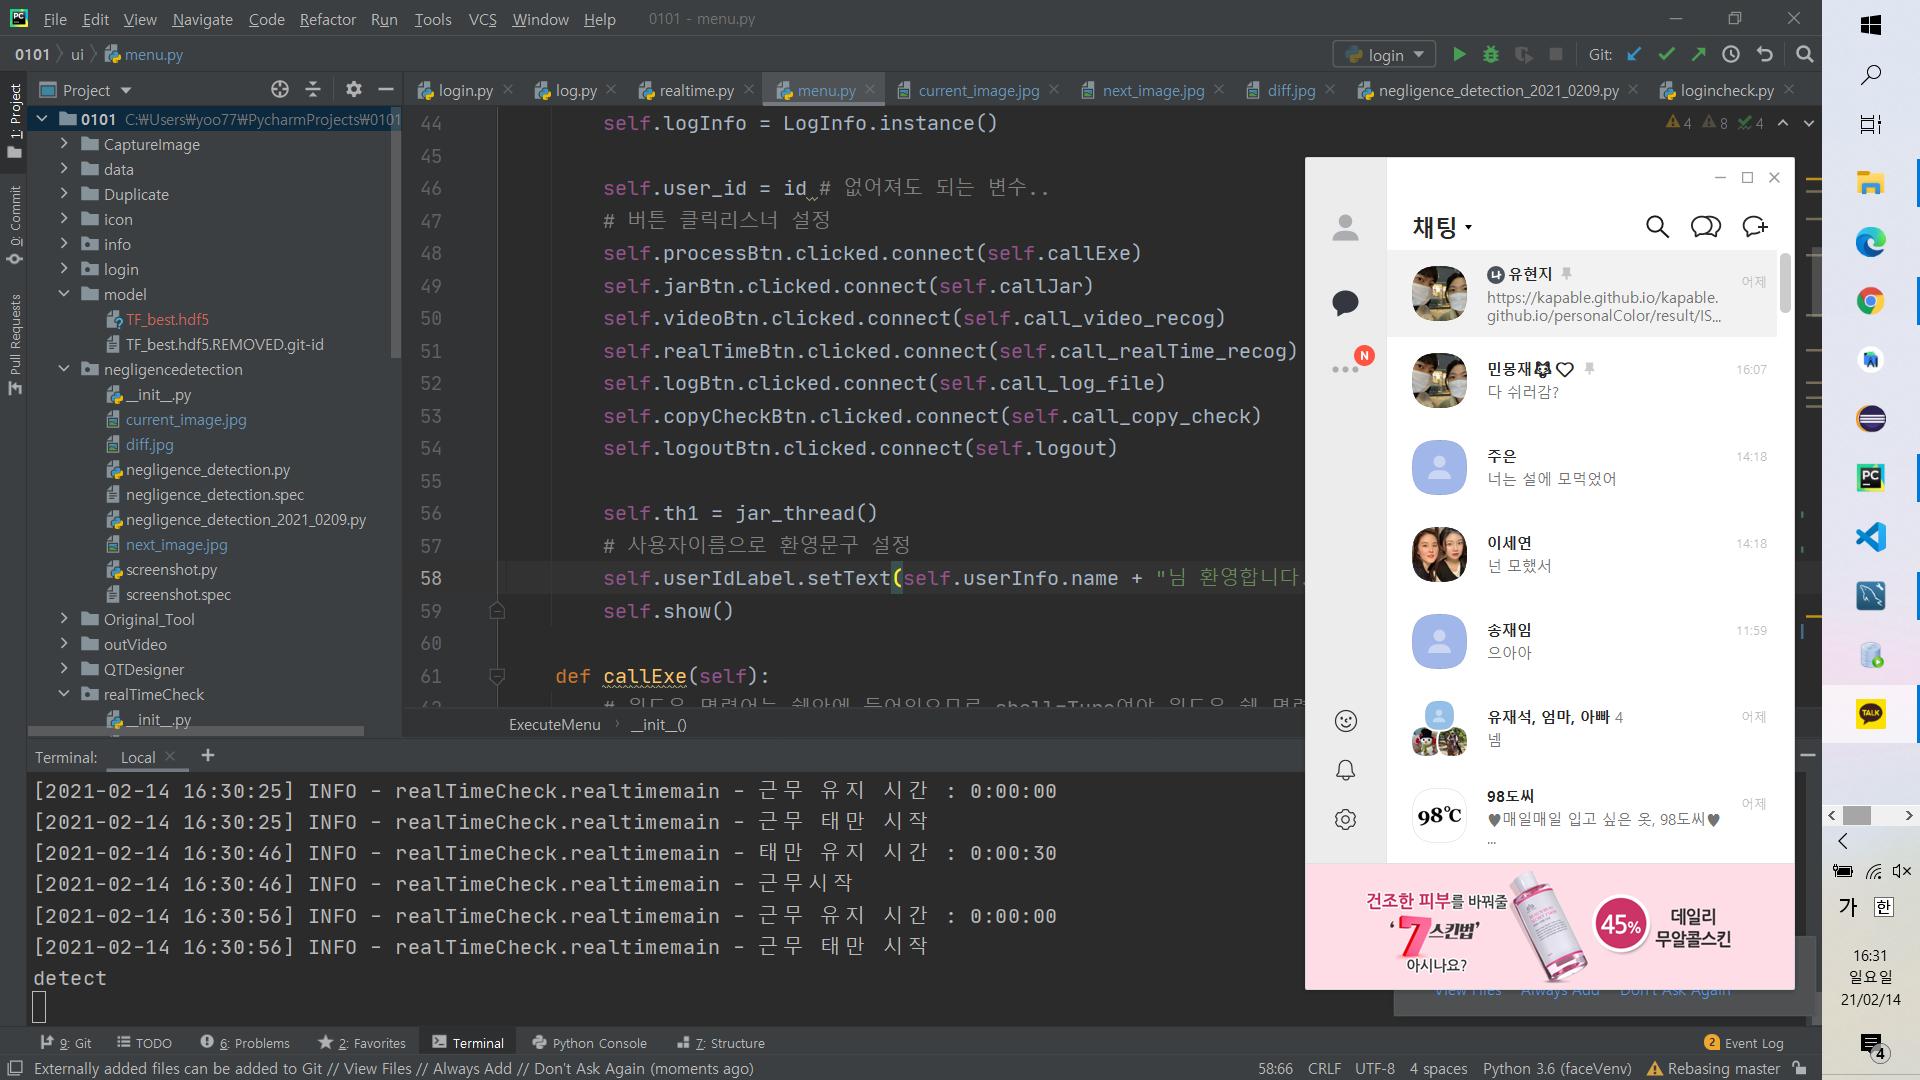 File Edit View Navigate Code Refactor Run Tools VCS Window Help 0101 - menu.py
0101 ui menu.py
login Git:
Project
login.py log.py realtime.py menu.py current_image.jpg next_image.jpg diff.jpg negligence_detection_2021_0209.py logincheck.py
1: Project
0: Commit
Pull Requests
0101 C:₩Users₩yoo77₩PycharmProjects₩0101
CaptureImage
data
Duplicate
icon
info
login
model
TF_best.hdf5
TF_best.hdf5.REMOVED.git-id
negligencedetection
__init__.py
current_image.jpg
diff.jpg
negligence_detection.py
negligence_detection.spec
negligence_detection_2021_0209.py
next_image.jpg
screenshot.py
screenshot.spec
Original_Tool
outVideo
QTDesigner
realTimeCheck
__init__.py
4 8 4
44 self.logInfo = LogInfo.instance()
45
46 self.user_id = id # 없어져도 되는 변수..
47 # 버튼 클릭리스너 설정
48 self.processBtn.clicked.connect(self.callExe)
49 self.jarBtn.clicked.connect(self.callJar)
50 self.videoBtn.clicked.connect(self.call_video_recog)
51 self.realTimeBtn.clicked.connect(self.call_realTime_recog)
52 self.logBtn.clicked.connect(self.call_log_file)
53 self.copyCheckBtn.clicked.connect(self.call_copy_check)
54 self.logoutBtn.clicked.connect(self.logout)
55
56 self.th1 = jar_thread()
57 # 사용자이름으로 환영문구 설정
58 self.userIdLabel.setText(self.userInfo.name + "님 환영합니다.
59 self.show()
60
61 def callExe(self):
ExecuteMenu __init__()
Terminal: Local +
[2021-02-14 16:30:25] INFO - realTimeCheck.realtimemain - 근무 유지 시간 : 0:00:00
[2021-02-14 16:30:25] INFO - realTimeCheck.realtimemain - 근무 태만 시작
[2021-02-14 16:30:46] INFO - realTimeCheck.realtimemain - 태만 유지 시간 : 0:00:30
[2021-02-14 16:30:46] INFO - realTimeCheck.realtimemain - 근무시작
[2021-02-14 16:30:56] INFO - realTimeCheck.realtimemain - 근무 유지 시간 : 0:00:00
[2021-02-14 16:30:56] INFO - realTimeCheck.realtimemain - 근무 태만 시작
detect
9: Git TODO 6: Problems 2: Favorites Terminal Python Console 7: Structure 2 Event Log
Externally added files can be added to Git // View Files // Always Add // Don't Ask Again (moments ago) 58:66 CRLF UTF-8 4 spaces Python 3.6 (faceVenv) Rebasing master
채팅
N
나 유현지 어제
https://kapable.github.io/kapable.
github.io/personalColor/result/IS...
민몽재 16:07
다 쉬러감?
주은 14:18
너는 설에 모먹었어
이세연 14:18
넌 모했서
송재임 11:59
으아아
유재석, 엄마, 아빠 4 어제
넴
98℃
98도씨 어제
♥매일매일 입고 싶은 옷, 98도씨♥
...
건조한 피부를 바꿔줄
‘7스킨법’
아시나요?
45%
데일리
무알콜스킨
View Files Always Add Don't Ask Again
PC
TALK
가 한
16:31
일요일
21/02/14
4